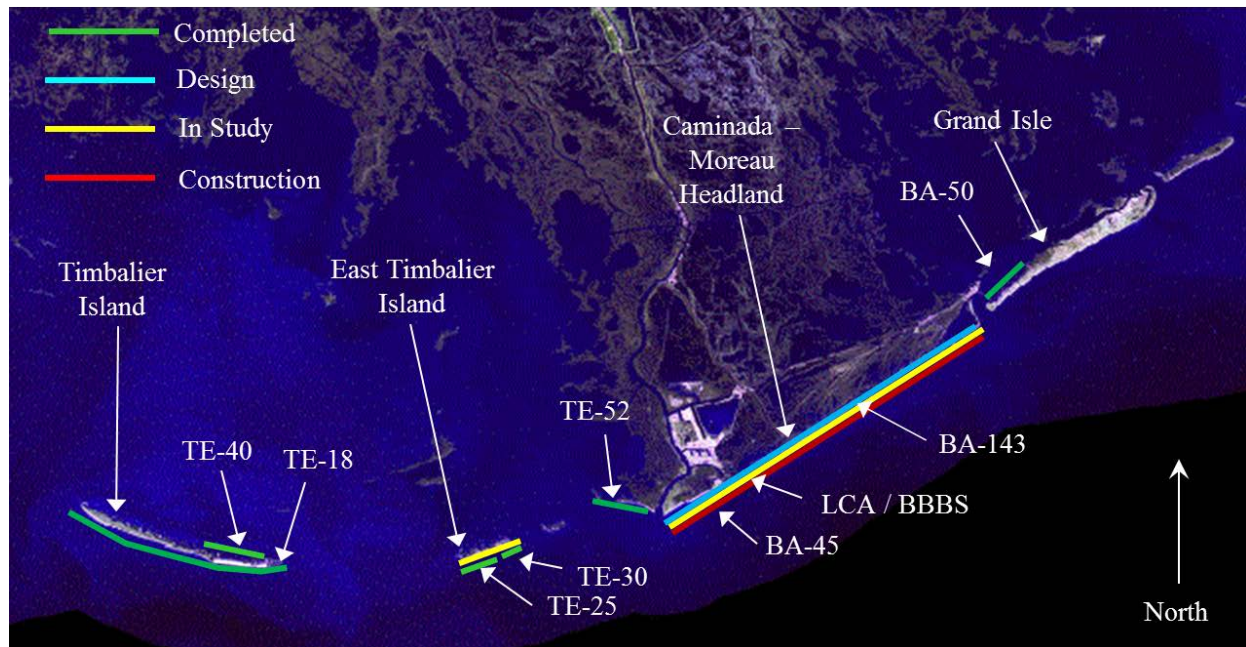 Completed
Design
In Study
Construction
Timbalier
Island
TE-40
TE-18
East Timbalier
Island
TE-30
TE-25
TE-52
Caminada –
Moreau
Headland
Grand Isle
BA-50
BA-143
LCA / BBBS
BA-45
North